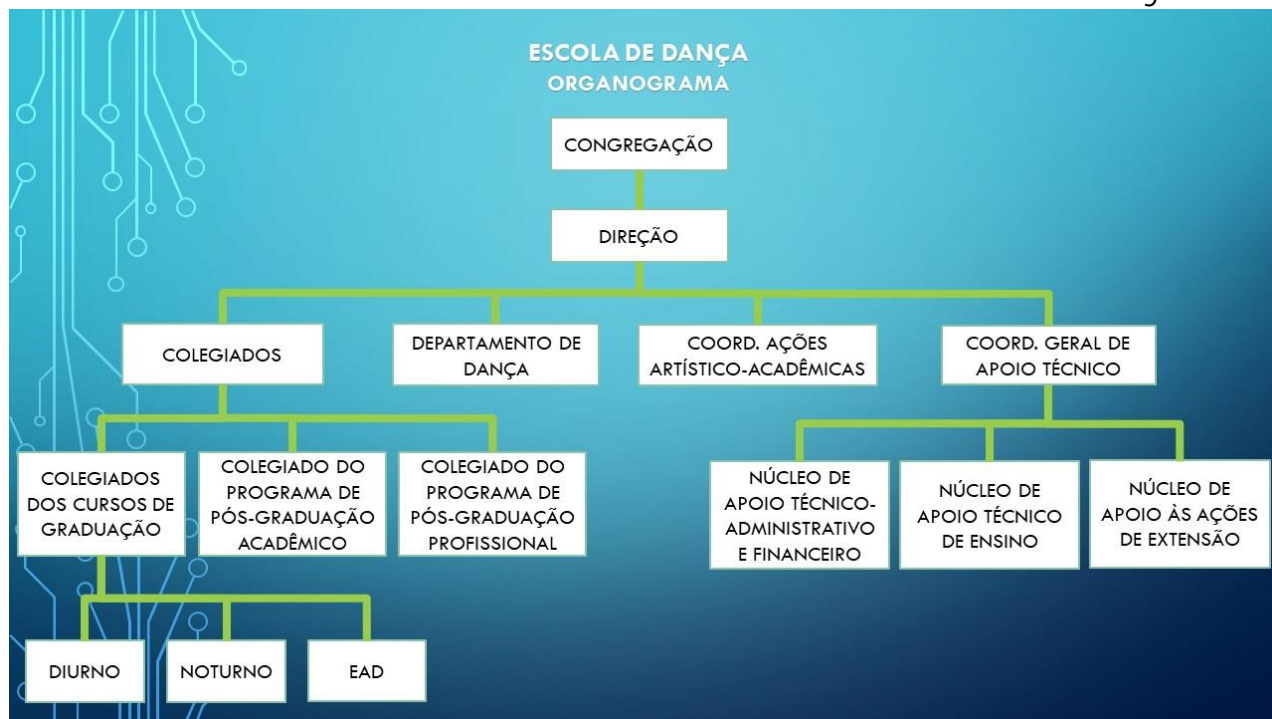 ESCOLA DE DANÇA
ORGANOGRAMA
CONGREGAÇÃO
DIREÇÃO
COLEGIADOS
DEPARTAMENTO DE
DANÇA
COORD. AÇÕES
ARTÍSTICO-ACADÊMICAS
COORD. GERAL DE
APOIO TÉCNICO
COLEGIADOS
DOS CURSOS DE
GRADUAÇÃO
COLEGIADO DO
PROGRAMA DE
PÓS-GRADUAÇÃO
ACADÊMICO
COLEGIADO DO
PROGRAMA DE
PÓS-GRADUAÇÃO
PROFISSIONAL
NÚCLEO DE
APOIO TÉCNICO-
ADMINISTRATIVO
E FINANCEIRO
NÚCLEO DE
APOIO TÉCNICO
DE ENSINO
NÚCLEO DE
APOIO ÀS AÇÕES
DE EXTENSÃO
DIURNO
NOTURNO
EAD